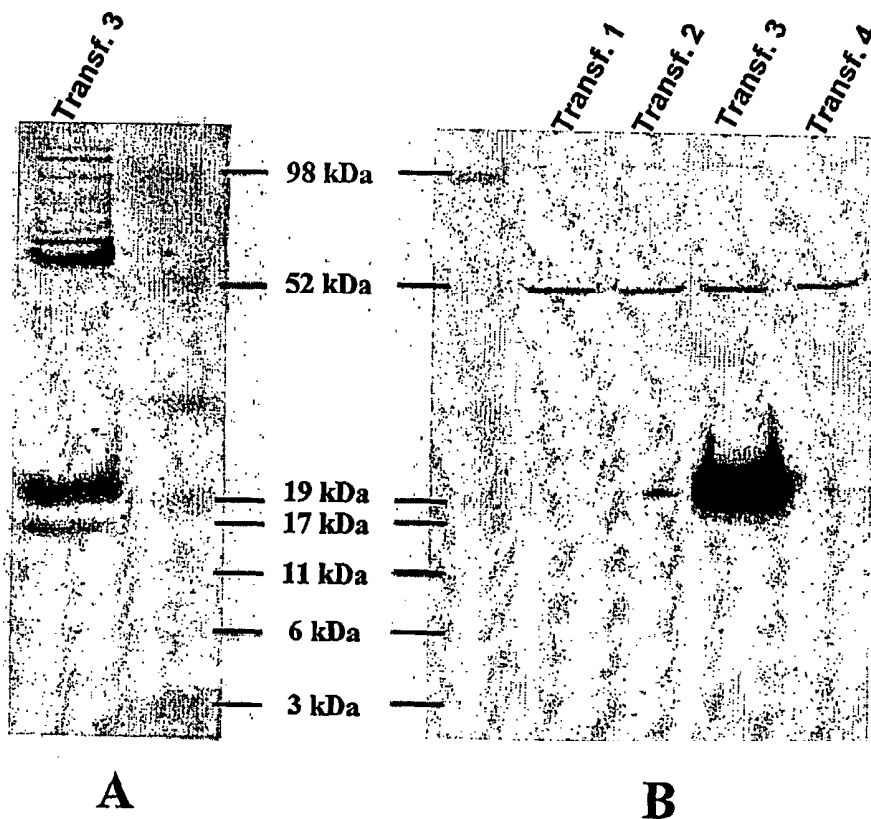 Transf. 3
Transf. 1
Transf. 2
Transf. 3
Transf. 4
98 kDa
52 kDa
19 kDa
17 kDa
11 kDa
6 kDa
3 kDa
A
B